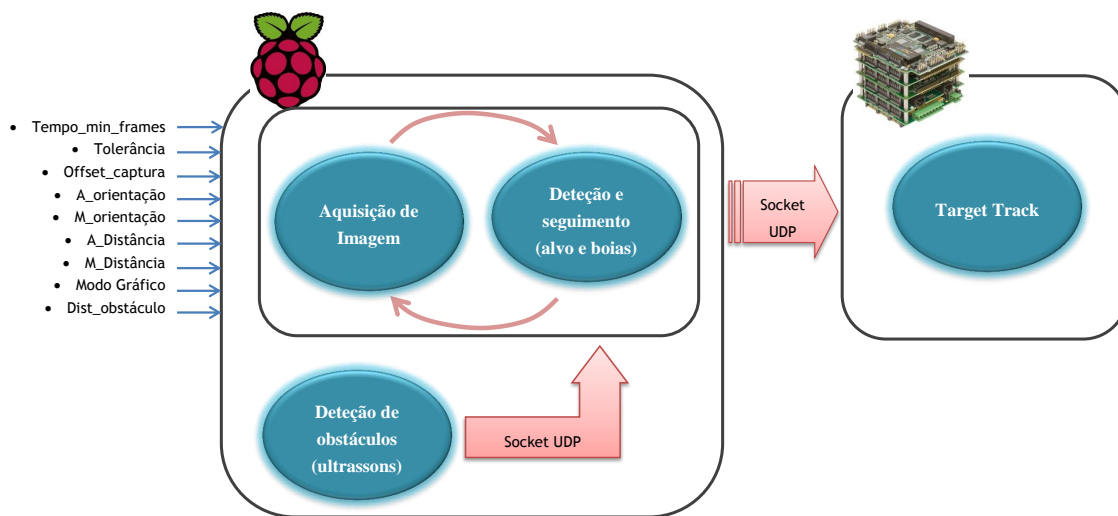 • Tempo_min_frames
• Tolerância
• Offset_captura
• A_orientação
• M_orientação
• A_Distância
• M_Distância
• Modo Gráfico
• Dist_obstáculo
Aquisição de
Imagem
Deteção e
seguimento
(alvo e boias)
Socket
UDP
Target Track
Deteção de
obstáculos
(ultrassons)
Socket UDP